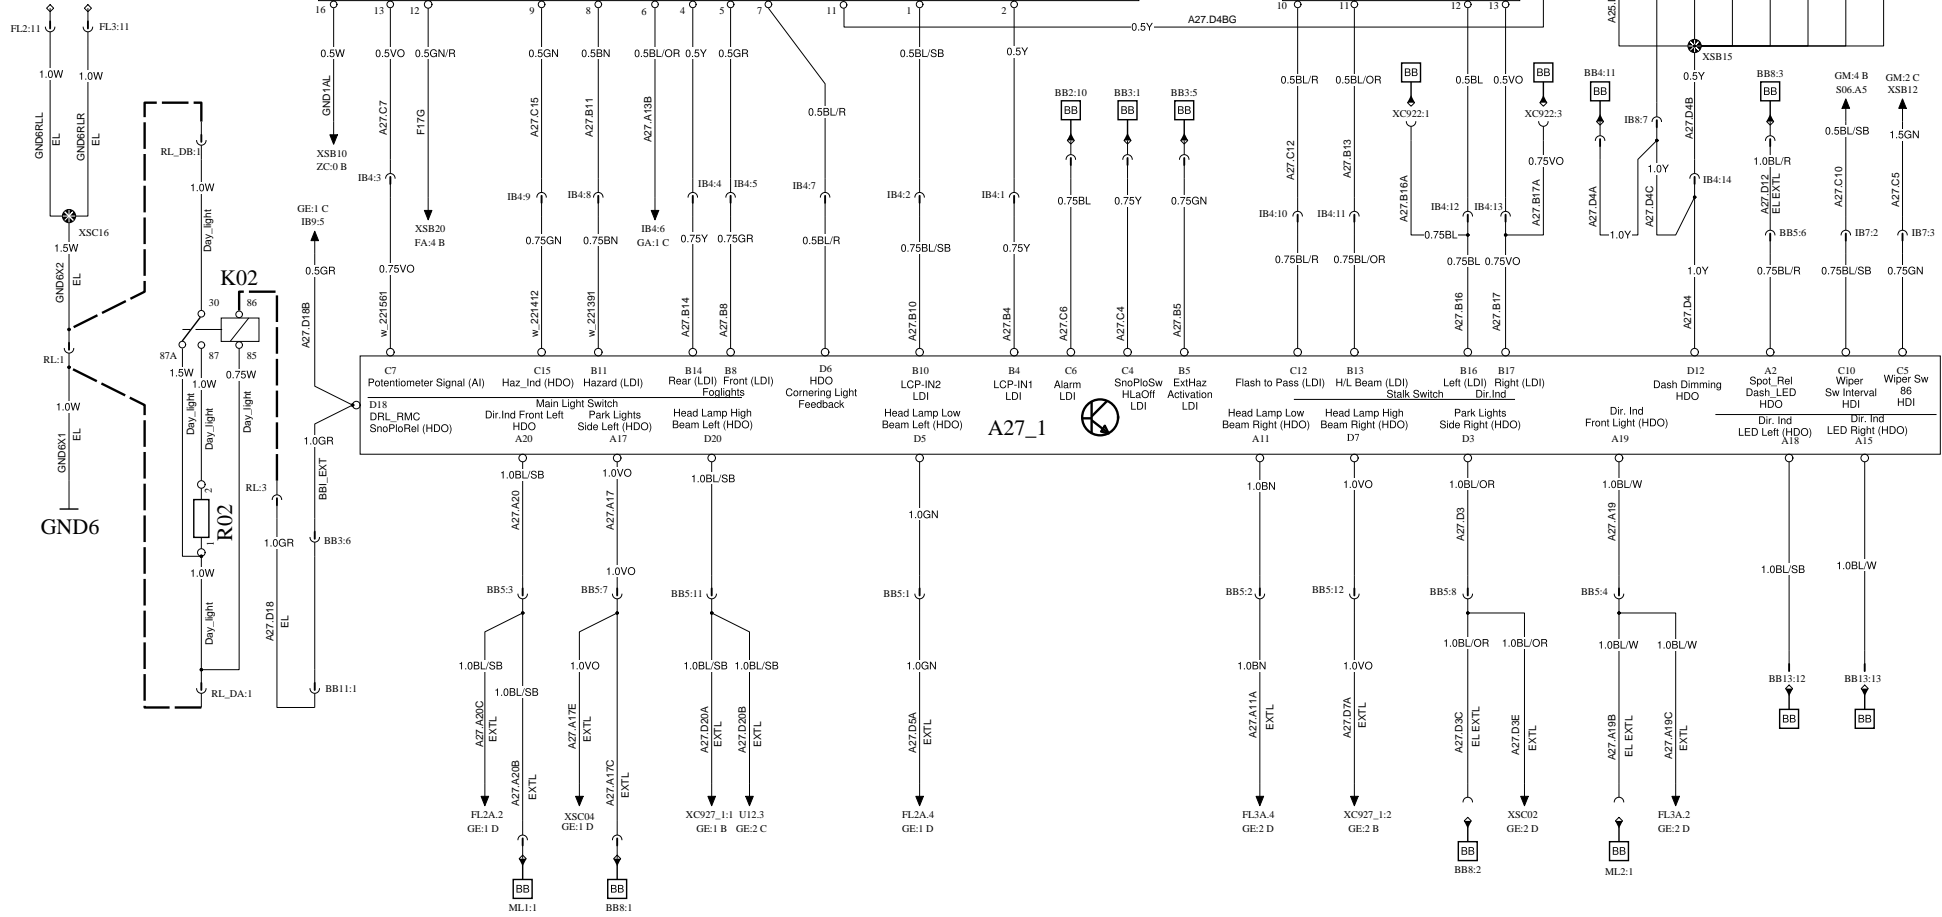 16
13
12
9
8
6
4
5
7
11
1
2
10
11
12
13
A27.D4BG
0.5Y
FL2:11
FL3:11
1.0W
1.0W
GND6RLL
EL
GND6RLR
EL
XSC16
1.5W
GND6X2
EL
RL:1
1.0W
GND6X1
EL
GND6
RL_DB:1
1.0W
Day_light
K02
30
86
87A
87
85
1.5W
1.0W
0.75W
Day_light
Day_light
2
R02
1
1.0W
Day_light
RL_DA:1
RL:3
1.0GR
A27.D18
EL
GE:1 C
IB9:5
0.5GR
A27.D18B
1.0GR
BBI_EXT
BB3:6
BB11:1
0.5W
GND1AL
XSB10
ZC:0 B
0.5VO
A27.C7
IB4:3
0.75VO
w_221561
0.5GN/R
F17G
XSB20
FA:4 B
0.5GN
A27.C15
IB4:9
0.75GN
w_221412
0.5BN
A27.B11
IB4:8
0.75BN
w_221391
0.5BL/OR
A27.A13B
IB4:6
GA:1 C
0.5Y
IB4:4
0.75Y
A27.B14
0.5GR
IB4:5
0.75GR
A27.B8
0.5BL/R
IB4:7
0.5BL/R
0.5BL/SB
IB4:2
0.75BL/SB
A27.B10
0.5Y
IB4:1
0.75Y
A27.B4
BB2:10
BB
0.75BL
A27.C6
BB3:1
BB
0.75Y
A27.C4
BB3:5
BB
0.75GN
A27.B5
0.5BL/R
A27.C12
IB4:10
0.75BL/R
0.5BL/OR
A27.B13
IB4:11
0.75BL/OR
BB
XC922:1
A27.B16A
0.75BL
0.5BL
IB4:12
0.75BL
A27.B16
0.5VO
IB4:13
0.75VO
A27.B17
BB
XC922:3
0.75VO
A27.B17A
BB4:11
BB
A27.D4A
1.0Y
IB8:7
1.0Y
A27.D4C
XSB15
0.5Y
A27.D4B
IB4:14
1.0Y
A27.D4
BB8:3
BB
1.0BL/R
A27.D12
EL EXTL
BB5:6
0.75BL/R
GM:4 B
S06.A5
0.5BL/SB
A27.C10
IB7:2
0.75BL/SB
GM:2 C
XSB12
1.5GN
A27.C5
IB7:3
0.75GN
C7
Potentiometer Signal (AI)
C15
Haz_Ind (HDO)
B11
Hazard (LDI)
B14
Rear (LDI)
B8
Front (LDI)
Foglights
Main Light Switch
D6
HDO
Cornering Light
Feedback
B10
LCP-IN2
LDI
B4
LCP-IN1
LDI
C6
Alarm
LDI
C4
SnoPloSw
HLaOff
LDI
B5
ExtHaz
Activation
LDI
C12
Flash to Pass (LDI)
B13
H/L Beam (LDI)
B16
Left (LDI)
B17
Right (LDI)
Stalk Switch
Dir.Ind
D12
Dash Dimming
HDO
A2
Spot_Rel
Dash_LED
HDO
C10
Wiper
Sw Interval
HDI
C5
Wiper Sw
86
HDI
D18
DRL_RMC
SnoPloRel (HDO)
Dir.Ind Front Left
HDO
A20
Park Lights
Side Left (HDO)
A17
Head Lamp High
Beam Left (HDO)
D20
Head Lamp Low
Beam Left (HDO)
D5
A27_1
Head Lamp Low
Beam Right (HDO)
A11
Head Lamp High
Beam Right (HDO)
D7
Park Lights
Side Right (HDO)
D3
Dir. Ind
Front Light (HDO)
A19
Dir. Ind
LED Left (HDO)
A18
Dir. Ind
LED Right (HDO)
A15
1.0BL/SB
A27.A20
BB5:3
1.0BL/SB
1.0BL/SB
A27.A20C
EXTL
FL2A.2
GE:1 D
A27.A20B
EXTL
BB
ML1:1
1.0VO
A27.A17
1.0VO
BB5:7
1.0VO
A27.A17E
EXTL
XSC04
GE:1 D
A27.A17C
EXTL
BB
BB8:1
1.0BL/SB
BB5:11
1.0BL/SB
1.0BL/SB
A27.D20A
EXTL
A27.D20B
EXTL
XC927_1:1
GE:1 B
U12.3
GE:2 C
1.0GN
BB5:1
1.0GN
A27.D5A
EXTL
FL2A.4
GE:1 D
1.0BN
BB5:2
1.0BN
A27.A11A
EXTL
FL3A.4
GE:2 D
1.0VO
BB5:12
1.0VO
A27.D7A
EXTL
XC927_1:2
GE:2 B
1.0BL/OR
A27.D3
BB5:8
1.0BL/OR
1.0BL/OR
A27.D3C
EL EXTL
BB
BB8:2
A27.D3E
EXTL
XSC02
GE:2 D
1.0BL/W
A27.A19
BB5:4
1.0BL/W
1.0BL/W
A27.A19B
EL EXTL
BB
ML2:1
A27.A19C
EXTL
FL3A.2
GE:2 D
1.0BL/SB
BB13:12
BB
1.0BL/W
BB13:13
BB